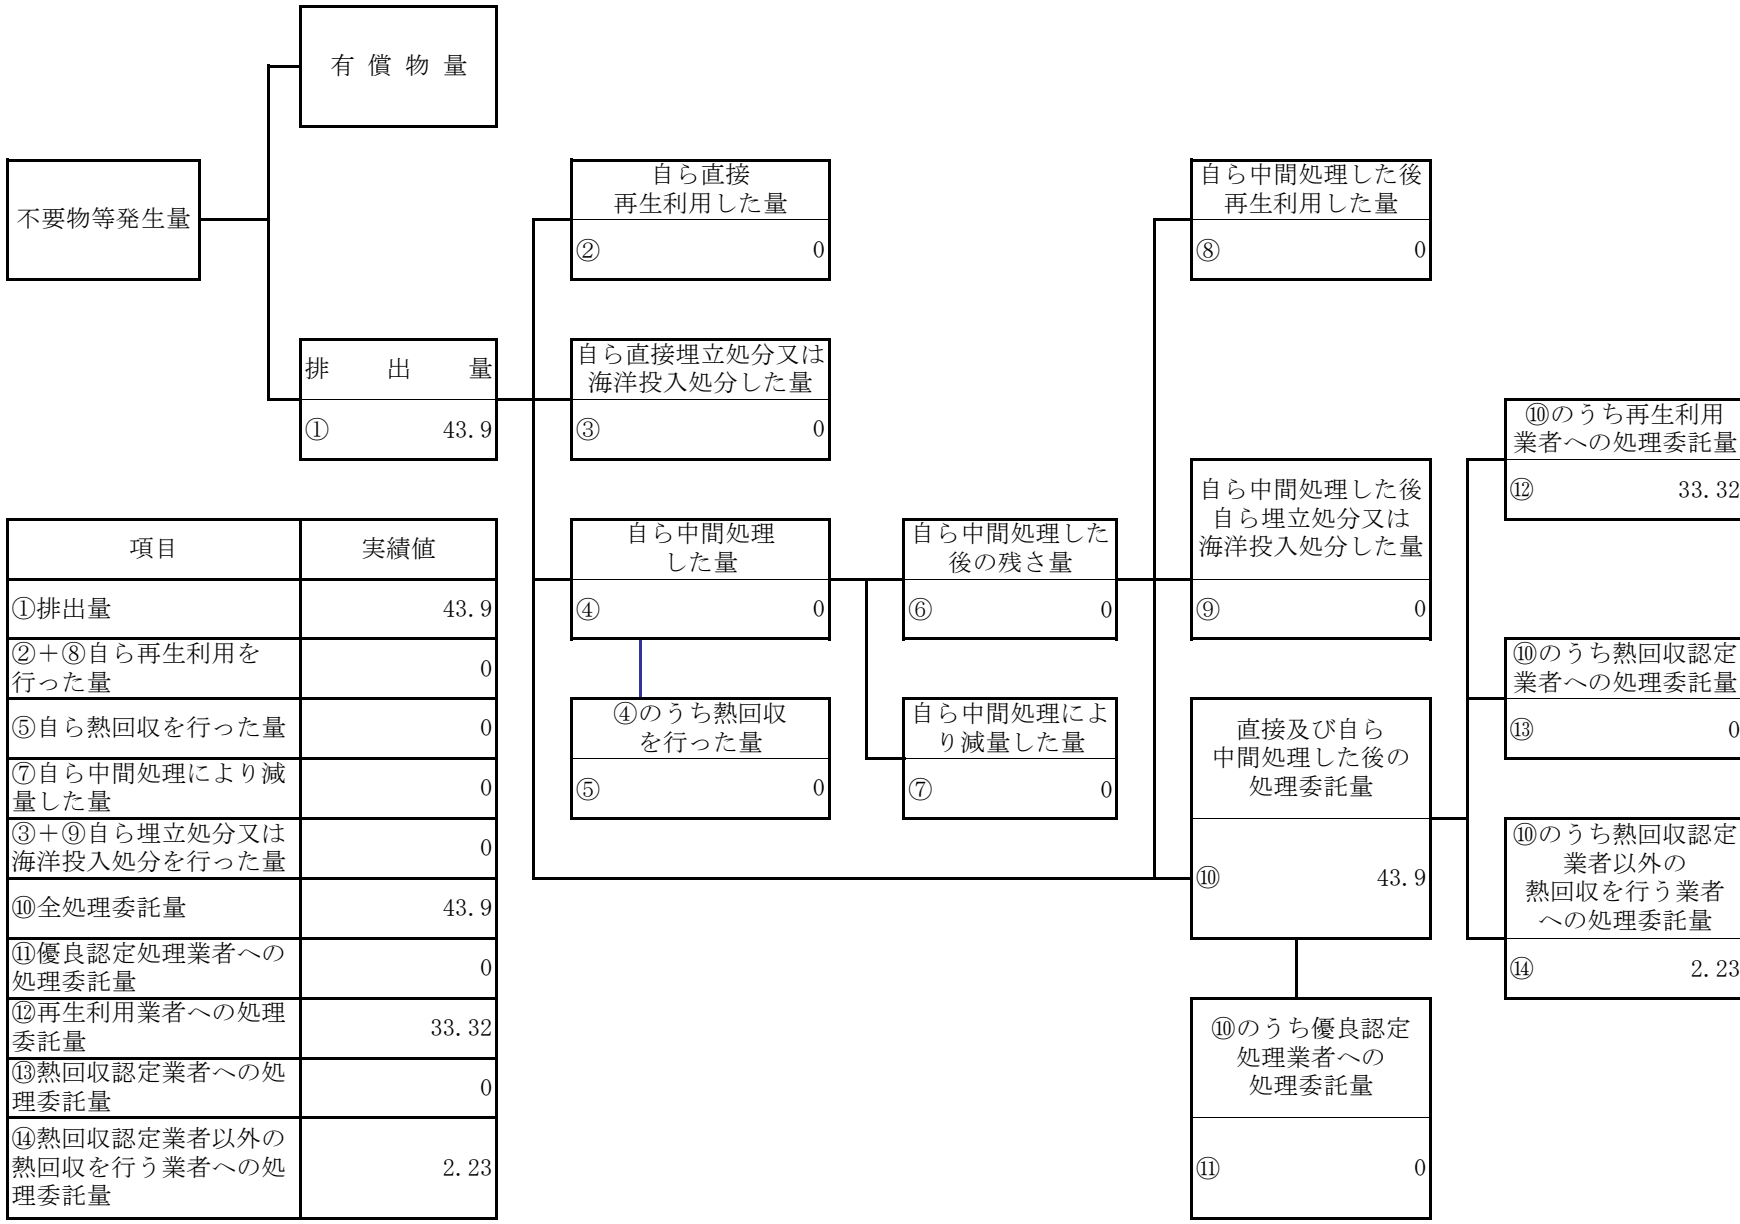 有償物量
不要物等発生量
排出量
① 43.9
自ら直接
再生利用した量
② 0
自ら直接埋立処分又は
海洋投入処分した量
③ 0
自ら中間処理
した量
④ 0
④のうち熱回収
を行った量
⑤ 0
自ら中間処理した
後の残さ量
⑥ 0
自ら中間処理によ
り減量した量
⑦ 0
自ら中間処理した後
再生利用した量
⑧ 0
自ら中間処理した後
自ら埋立処分又は
海洋投入処分した量
⑨ 0
直接及び自ら
中間処理した後の
処理委託量
⑩ 43.9
⑩のうち優良認定
処理業者への
処理委託量
⑪ 0
⑩のうち再生利用
業者への処理委託量
⑫ 33.32
⑩のうち熱回収認定
業者への処理委託量
⑬ 0
⑩のうち熱回収認定
業者以外の
熱回収を行う業者
への処理委託量
⑭ 2.23
項目 実績値
①排出量 43.9
②＋⑧自ら再生利用を
行った量 0
⑤自ら熱回収を行った量 0
⑦自ら中間処理により減
量した量 0
③＋⑨自ら埋立処分又は
海洋投入処分を行った量 0
⑩全処理委託量 43.9
⑪優良認定処理業者への
処理委託量 0
⑫再生利用業者への処理
委託量 33.32
⑬熱回収認定業者への処
理委託量 0
⑭熱回収認定業者以外の
熱回収を行う業者への処
理委託量 2.23